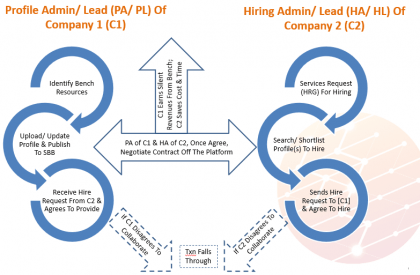 Profile Admin/ Lead (PA/ PL) Of
Company 1 (C1)
Hiring Admin/ Lead (HA/ HL) Of
Company 2 (C2)
Identify Bench
Resources
Upload/ Update
Profile & Publish
To SBB
Receive Hire
Request From C2 &
Agrees To Provide
C1 Earns Silent
Revenues From Bench;
C2 Saves Cost & Time
PA of C1 & HA of C2, Once Agree,
Negotiate Contract Off The Platform
Services Request
(HRG) For Hiring
Search/ Shortlist
Profile(s) To Hire
Sends Hire
Request To [C1]
& Agree To Hire
If C1 Disagrees To
Collaborate
Txn Falls
Through
If C2 Disagrees To
Collaborate